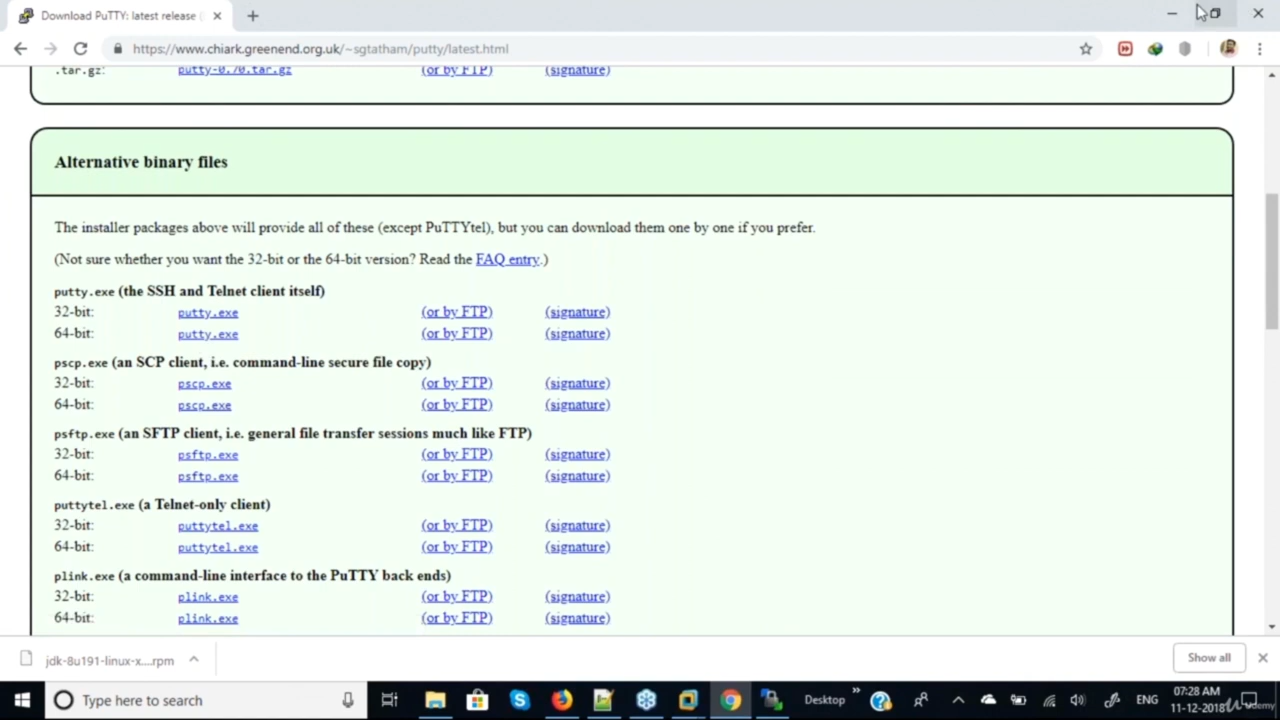 Download PuTTY: latest release (
https://www.chiark.greenend.org.uk/~sgtatham/putty/latest.html
.tar.gz: putty-0.70.tar.gz (or by FTP) (signature)
Alternative binary files
The installer packages above will provide all of these (except PuTTYtel), but you can download them one by one if you prefer.
(Not sure whether you want the 32-bit or the 64-bit version? Read the FAQ entry.)
putty.exe (the SSH and Telnet client itself)
32-bit: putty.exe (or by FTP) (signature)
64-bit: putty.exe (or by FTP) (signature)
pscp.exe (an SCP client, i.e. command-line secure file copy)
32-bit: pscp.exe (or by FTP) (signature)
64-bit: pscp.exe (or by FTP) (signature)
psftp.exe (an SFTP client, i.e. general file transfer sessions much like FTP)
32-bit: psftp.exe (or by FTP) (signature)
64-bit: psftp.exe (or by FTP) (signature)
puttytel.exe (a Telnet-only client)
32-bit: puttytel.exe (or by FTP) (signature)
64-bit: puttytel.exe (or by FTP) (signature)
plink.exe (a command-line interface to the PuTTY back ends)
32-bit: plink.exe (or by FTP) (signature)
64-bit: plink.exe (or by FTP) (signature)
jdk-8u191-linux-x....rpm Show all
Type here to search Desktop ENG 07:28 AM
11-12-2018 Udemy